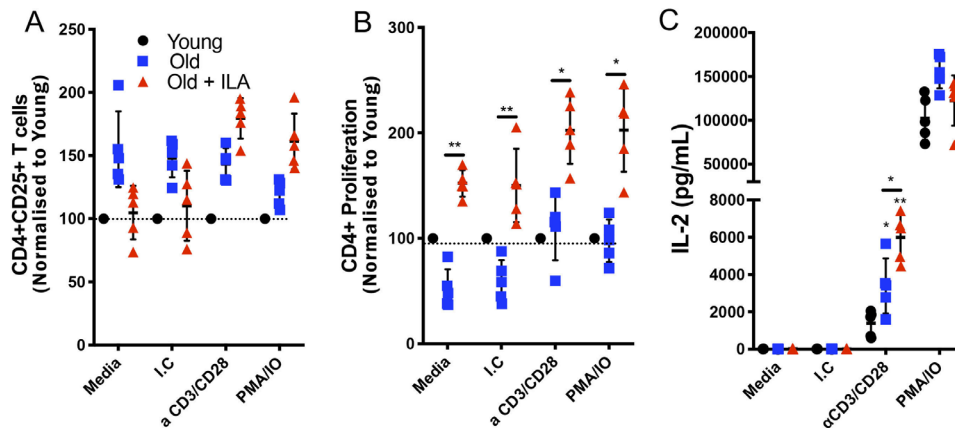 A
CD4+CD25+ T cells
(Normalised to Young)
250
200
150
100
50
0
Young
Old
Old + ILA
Media
I.C
a CD3/CD28
PMA/IO
B
CD4+ Proliferation
(Normalised to Young)
300
200
100
0
**
**
*
*
Media
I.C
a CD3/CD28
PMA/IO
C
IL-2 (pg/mL)
200000
150000
100000
50000
8000
6000
4000
2000
0
*
*
**
Media
I.C
αCD3/CD28
PMA/IO